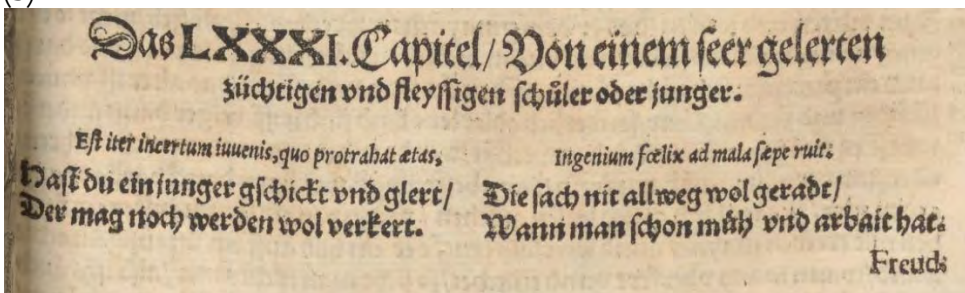 Das LXXXI. Capitel/ Von einem seer gelerten
züchtigen vnd fleyssigen schůler oder junger.
Est iter incertum iuuenis, quo protrahat ætas.
Hast du ein junger gschickt vnd glert/
Der mag noch werden wol verkert.
Ingenium fœlix ad mala sæpe ruit.
Die sach nit allweg wol geradt/
Wann man schon můh vnd arbait hat.
Freud: